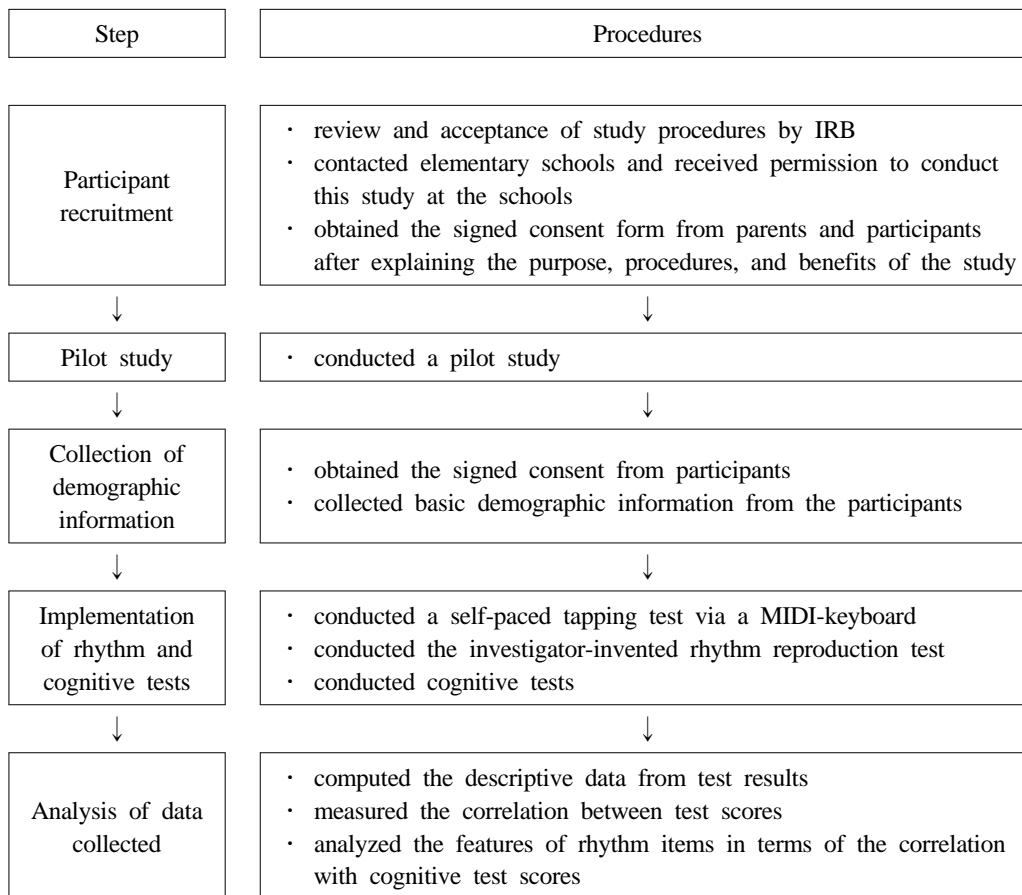 Step
Procedures
Participant
recruitment
· review and acceptance of study procedures by IRB
· contacted elementary schools and received permission to conduct
this study at the schools
· obtained the signed consent form from parents and participants
after explaining the purpose, procedures, and benefits of the study
↓
↓
Pilot study
· conducted a pilot study
↓
↓
Collection of
demographic
information
· obtained the signed consent from participants
· collected basic demographic information from the participants
↓
↓
Implementation
of rhythm and
cognitive tests
· conducted a self-paced tapping test via a MIDI-keyboard
· conducted the investigator-invented rhythm reproduction test
· conducted cognitive tests
↓
↓
Analysis of data
collected
· computed the descriptive data from test results
· measured the correlation between test scores
· analyzed the features of rhythm items in terms of the correlation
with cognitive test scores